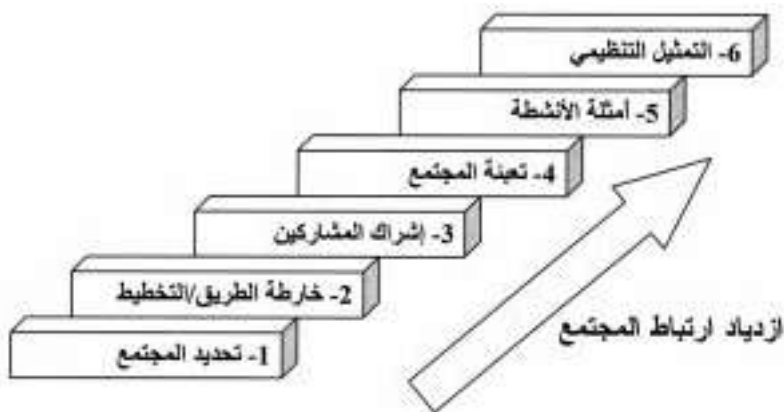 6- التمثيل التنظيمي
5- أمثلة الأنشطة
4- تعبئة المجتمع
3- إشراك المشاركين
2- خارطة الطريق/التخطيط
1- تحديد المجتمع
ازدياد ارتباط المجتمع